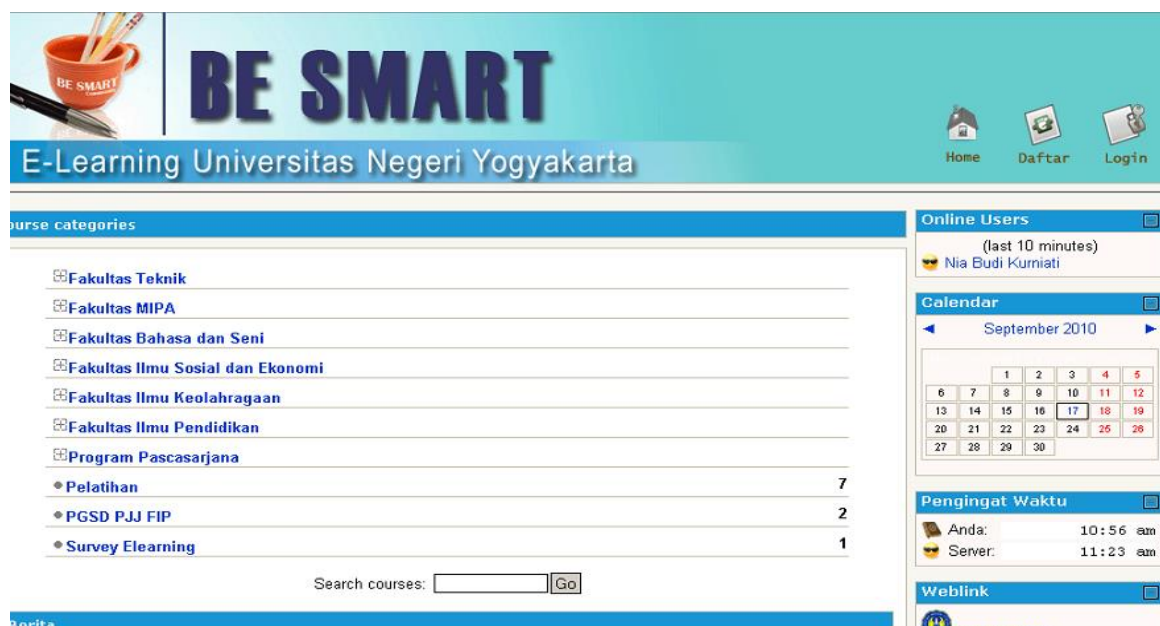 BE SMART
BE SMART
E-Learning Universitas Negeri Yogyakarta
Home Daftar Login
ourse categories
Fakultas Teknik
Fakultas MIPA
Fakultas Bahasa dan Seni
Fakultas Ilmu Sosial dan Ekonomi
Fakultas Ilmu Keolahragaan
Fakultas Ilmu Pendidikan
Program Pascasarjana
Pelatihan 7
PGSD PJJ FIP 2
Survey Elearning 1
Search courses: Go
Berita
Online Users
(last 10 minutes)
Nia Budi Kurniati
Calendar
◄ September 2010 ►
1 2 3 4 5
6 7 8 9 10 11 12
13 14 15 16 17 18 19
20 21 22 23 24 25 26
27 28 29 30
Pengingat Waktu
Anda: 10:56 am
Server: 11:23 am
Weblink